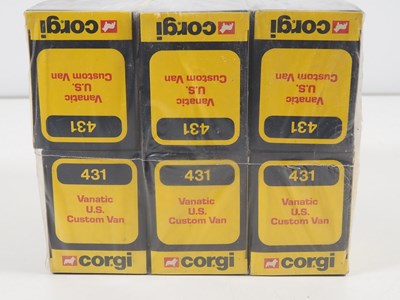 corgi corgi corgi
Custom Van Custom Van Custom Van
U.S. U.S. U.S.
Vanatic Vanatic Vanatic
431 431 431
431 431 431
Vanatic Vanatic Vanatic
U.S. U.S. U.S.
Custom Van Custom Van Custom Van
corgi corgi corgi